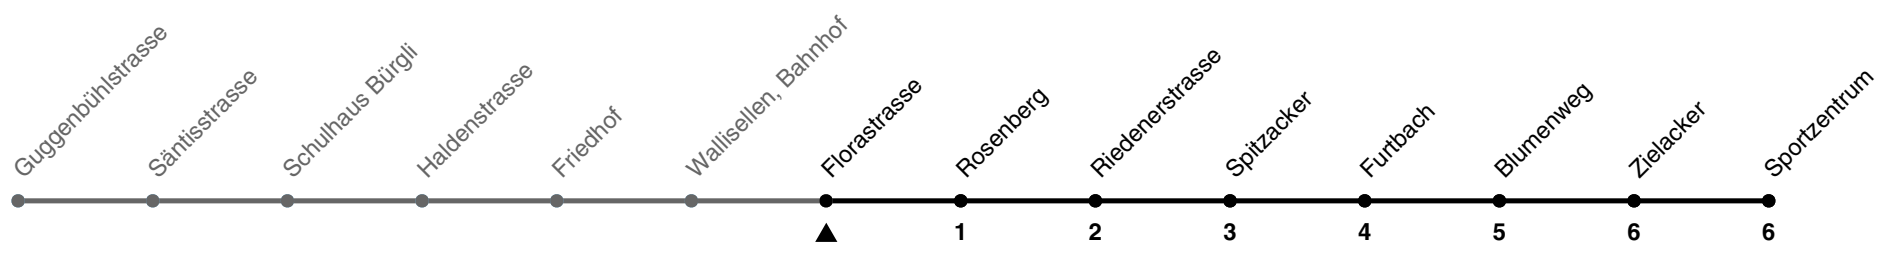 Guggenbühlstrasse
Säntisstrasse
Schulhaus Bürgli
Haldenstrasse
Friedhof
Wallisellen, Bahnhof
Florastrasse
Rosenberg
Riedenerstrasse
Spitzacker
Furtbach
Blumenweg
Zielacker
Sportzentrum
1 2 3 4 5 6 6